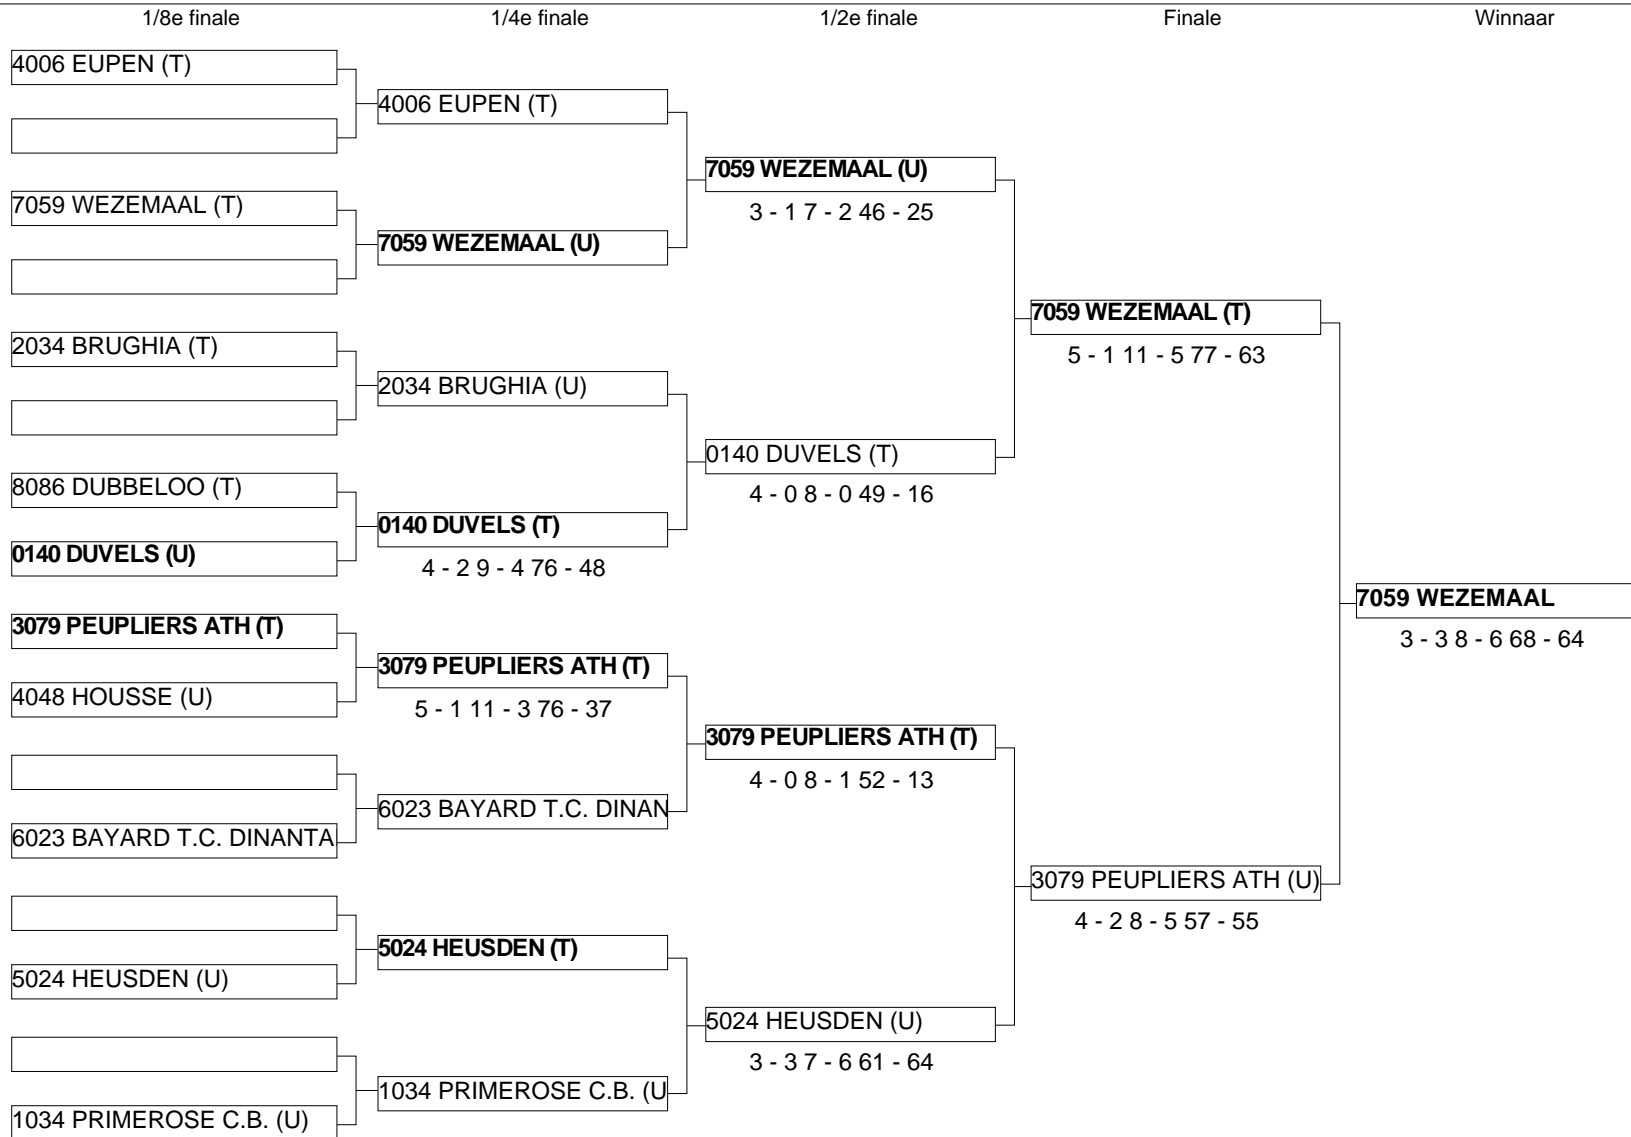 1/8e finale
1/4e finale
1/2e finale
Finale
Winnaar
4006 EUPEN (T)
7059 WEZEMAAL (T)
2034 BRUGHIA (T)
8086 DUBBELOO (T)
0140 DUVELS (U)
3079 PEUPLIERS ATH (T)
4048 HOUSSE (U)
6023 BAYARD T.C. DINANTA
5024 HEUSDEN (U)
1034 PRIMEROSE C.B. (U)
4006 EUPEN (T)
7059 WEZEMAAL (U)
2034 BRUGHIA (U)
0140 DUVELS (T)
4 - 2 9 - 4 76 - 48
3079 PEUPLIERS ATH (T)
5 - 1 11 - 3 76 - 37
6023 BAYARD T.C. DINAN
5024 HEUSDEN (T)
1034 PRIMEROSE C.B. (U
7059 WEZEMAAL (U)
3 - 1 7 - 2 46 - 25
0140 DUVELS (T)
4 - 0 8 - 0 49 - 16
3079 PEUPLIERS ATH (T)
4 - 0 8 - 1 52 - 13
5024 HEUSDEN (U)
3 - 3 7 - 6 61 - 64
7059 WEZEMAAL (T)
5 - 1 11 - 5 77 - 63
3079 PEUPLIERS ATH (U)
4 - 2 8 - 5 57 - 55
7059 WEZEMAAL
3 - 3 8 - 6 68 - 64